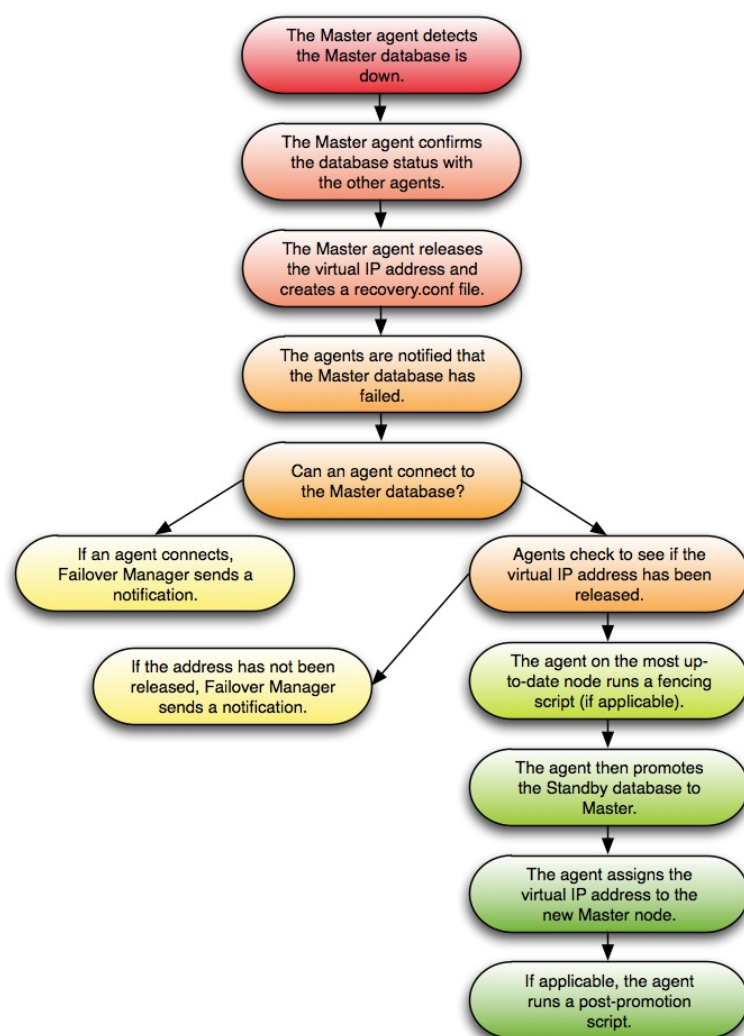 The Master agent detects
the Master database is
down.
The Master agent confirms
the database status with
the other agents.
The Master agent releases
the virtual IP address and
creates a recovery.conf file.
The agents are notified that
the Master database has
failed.
Can an agent connect to
the Master database?
If an agent connects,
Failover Manager sends a
notification.
Agents check to see if the
virtual IP address has been
released.
If the address has not been
released, Failover Manager
sends a notification.
The agent on the most up-
to-date node runs a fencing
script (if applicable).
The agent then promotes
the Standby database to
Master.
The agent assigns the
virtual IP address to the
new Master node.
If applicable, the agent
runs a post-promotion
script.